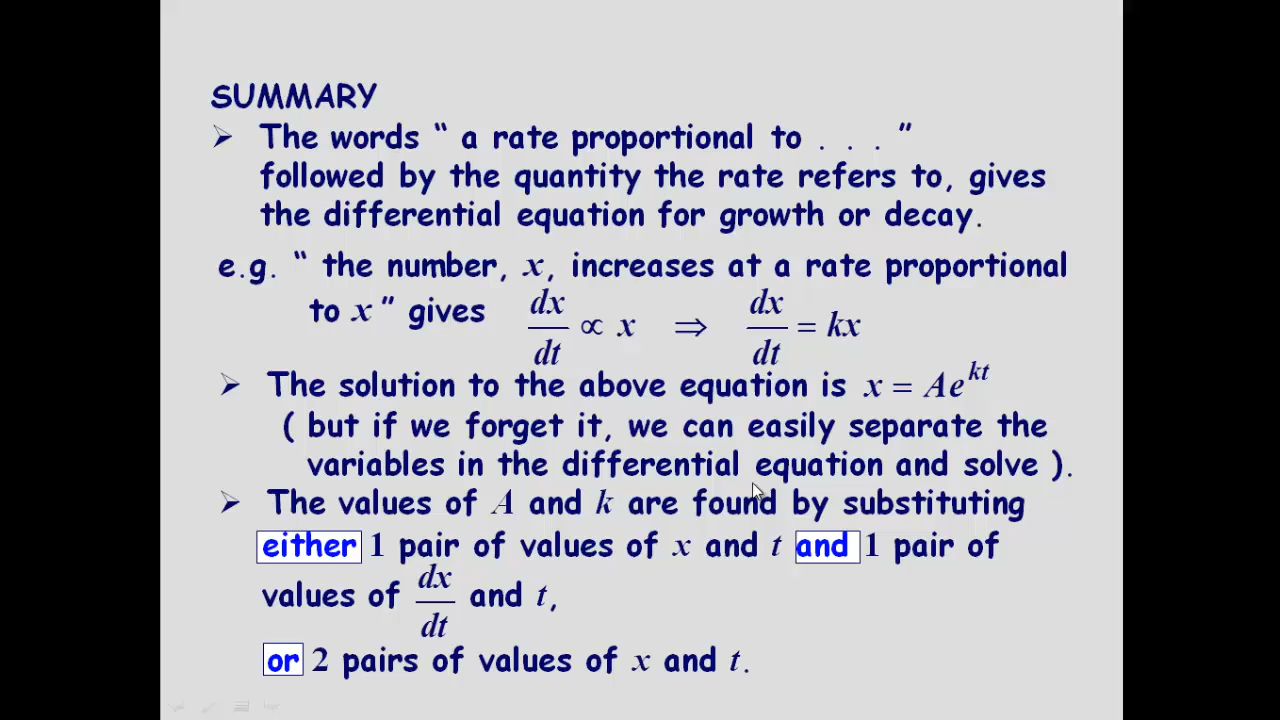 SUMMARY
➢ The words “ a rate proportional to . . . ”
followed by the quantity the rate refers to, gives
the differential equation for growth or decay.
e.g. “ the number, x, increases at a rate proportional
to x ” gives dx/dt ∝ x ⇒ dx/dt = kx
➢ The solution to the above equation is x = Ae^{kt}
( but if we forget it, we can easily separate the
variables in the differential equation and solve ).
➢ The values of A and k are found by substituting
either 1 pair of values of x and t and 1 pair of
values of dx/dt and t,
or 2 pairs of values of x and t.